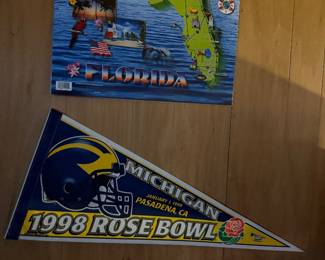 FLORIDA
MICHIGAN
JANUARY 1, 1998
PASADENA, CA
1998 ROSE BOWL